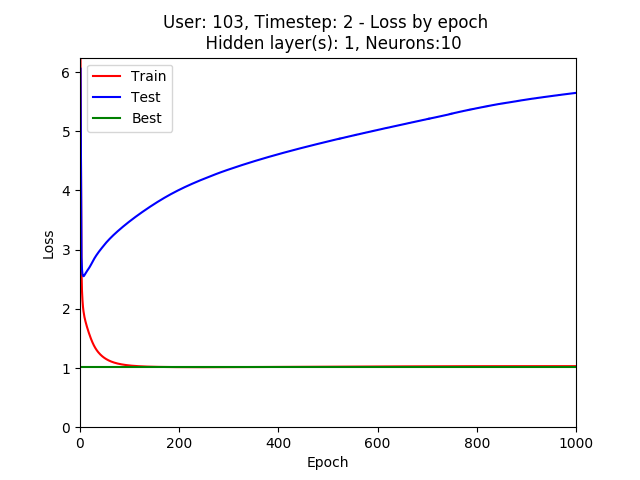 User: 103, Timestep: 2 - Loss by epoch
Hidden layer(s): 1, Neurons:10
Train
Test
Best
6
5
4
3
2
1
0
Loss
0 200 400 600 800 1000
Epoch